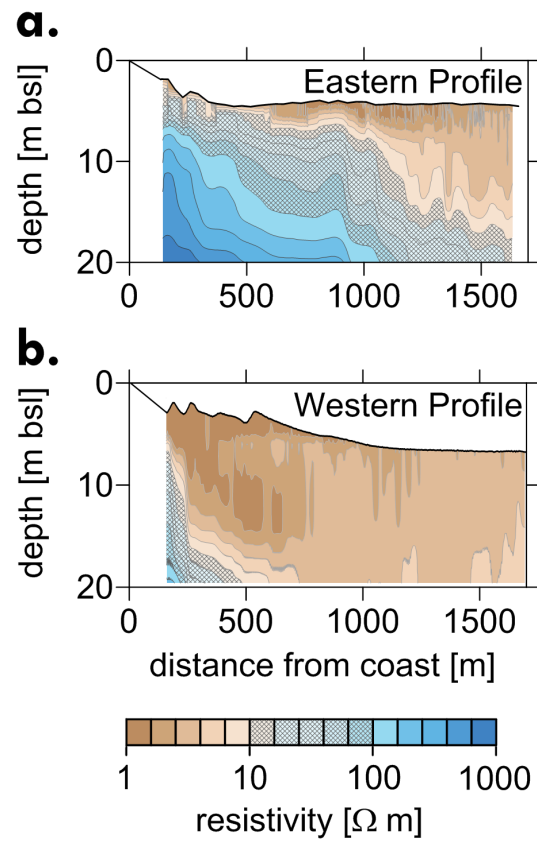 a.
0
Eastern Profile
depth [m bsl]
10
20
0 500 1000 1500
b.
0
Western Profile
depth [m bsl]
10
20
0 500 1000 1500
distance from coast [m]
1 10 100 1000
resistivity [Ω m]